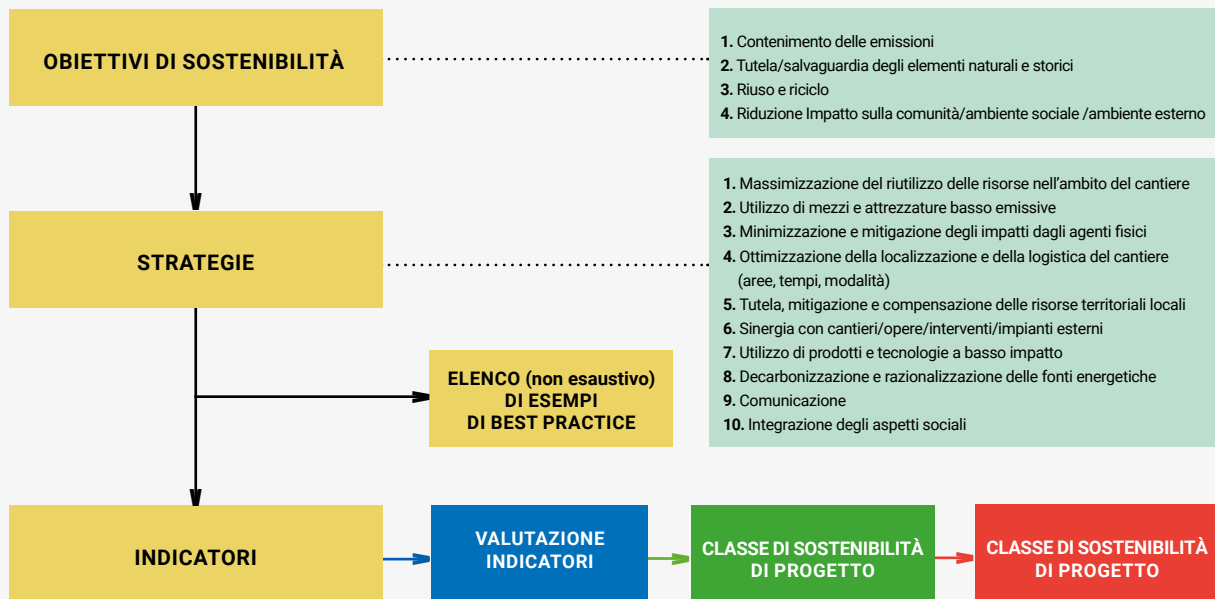 OBIETTIVI DI SOSTENIBILITÀ
1. Contenimento delle emissioni
2. Tutela/salvaguardia degli elementi naturali e storici
3. Riuso e riciclo
4. Riduzione Impatto sulla comunità/ambiente sociale /ambiente esterno
STRATEGIE
1. Massimizzazione del riutilizzo delle risorse nell'ambito del cantiere
2. Utilizzo di mezzi e attrezzature basso emissive
3. Minimizzazione e mitigazione degli impatti dagli agenti fisici
4. Ottimizzazione della localizzazione e della logistica del cantiere
(aree, tempi, modalità)
5. Tutela, mitigazione e compensazione delle risorse territoriali locali
6. Sinergia con cantieri/opere/interventi/impianti esterni
7. Utilizzo di prodotti e tecnologie a basso impatto
8. Decarbonizzazione e razionalizzazione delle fonti energetiche
9. Comunicazione
10. Integrazione degli aspetti sociali
ELENCO (non esaustivo)
DI ESEMPI
DI BEST PRACTICE
INDICATORI
VALUTAZIONE
INDICATORI
CLASSE DI SOSTENIBILITÀ
DI PROGETTO
CLASSE DI SOSTENIBILITÀ
DI PROGETTO